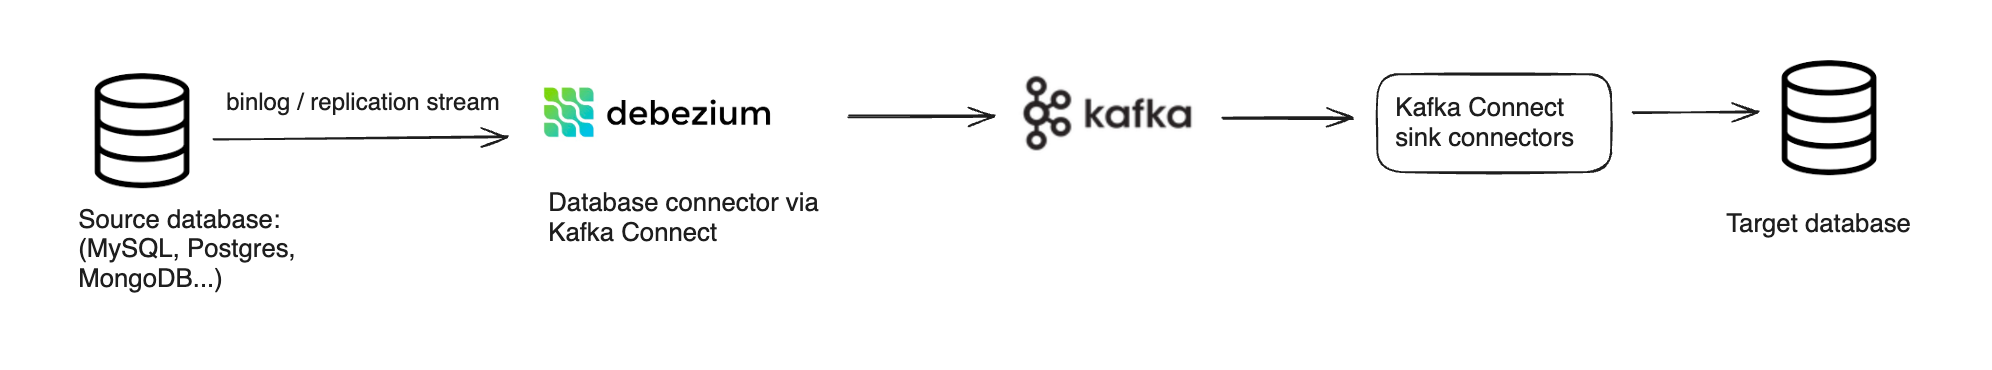 binlog / replication stream
debezium
kafka
Kafka Connect
sink connectors
Source database:
(MySQL, Postgres,
MongoDB...)
Database connector via
Kafka Connect
Target database